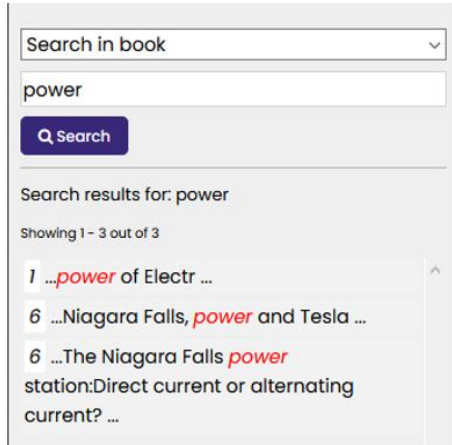 Search in book
power
Search
Search results for: power
Showing 1 - 3 out of 3
1 ...power of Electr ...
6 ...Niagara Falls, power and Tesla ...
6 ...The Niagara Falls power
station:Direct current or alternating
current? ...